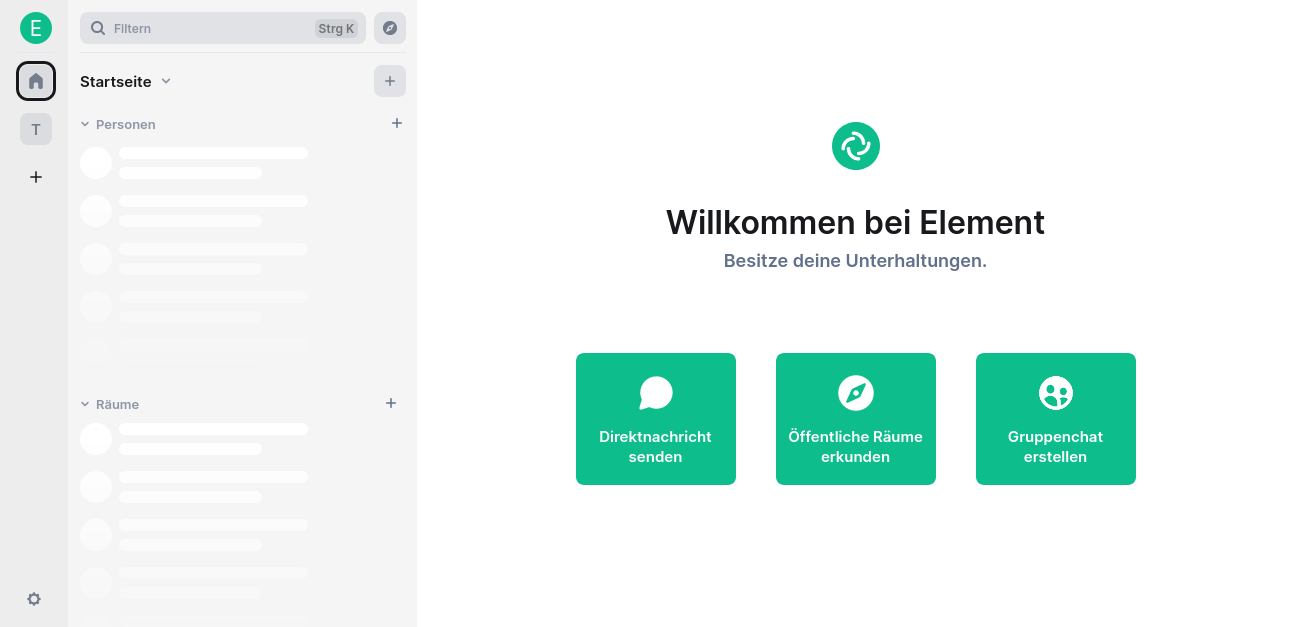 E
Filtern Strg K
Startseite
T
Personen
Räume
Willkommen bei Element
Besitze deine Unterhaltungen.
Direktnachricht
senden
Öffentliche Räume
erkunden
Gruppenchat
erstellen